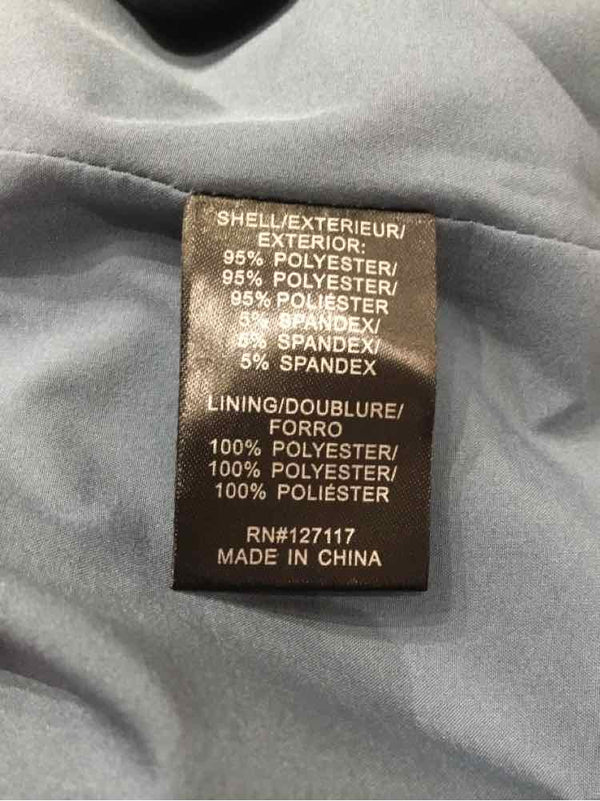 SHELL/EXTERIEUR/
EXTERIOR:
95% POLYESTER/
95% POLYESTER/
95% POLIÉSTER
5% SPANDEX/
5% SPANDEX/
5% SPANDEX
LINING/DOUBLURE/
FORRO
100% POLYESTER/
100% POLYESTER/
100% POLIÉSTER
RN#127117
MADE IN CHINA